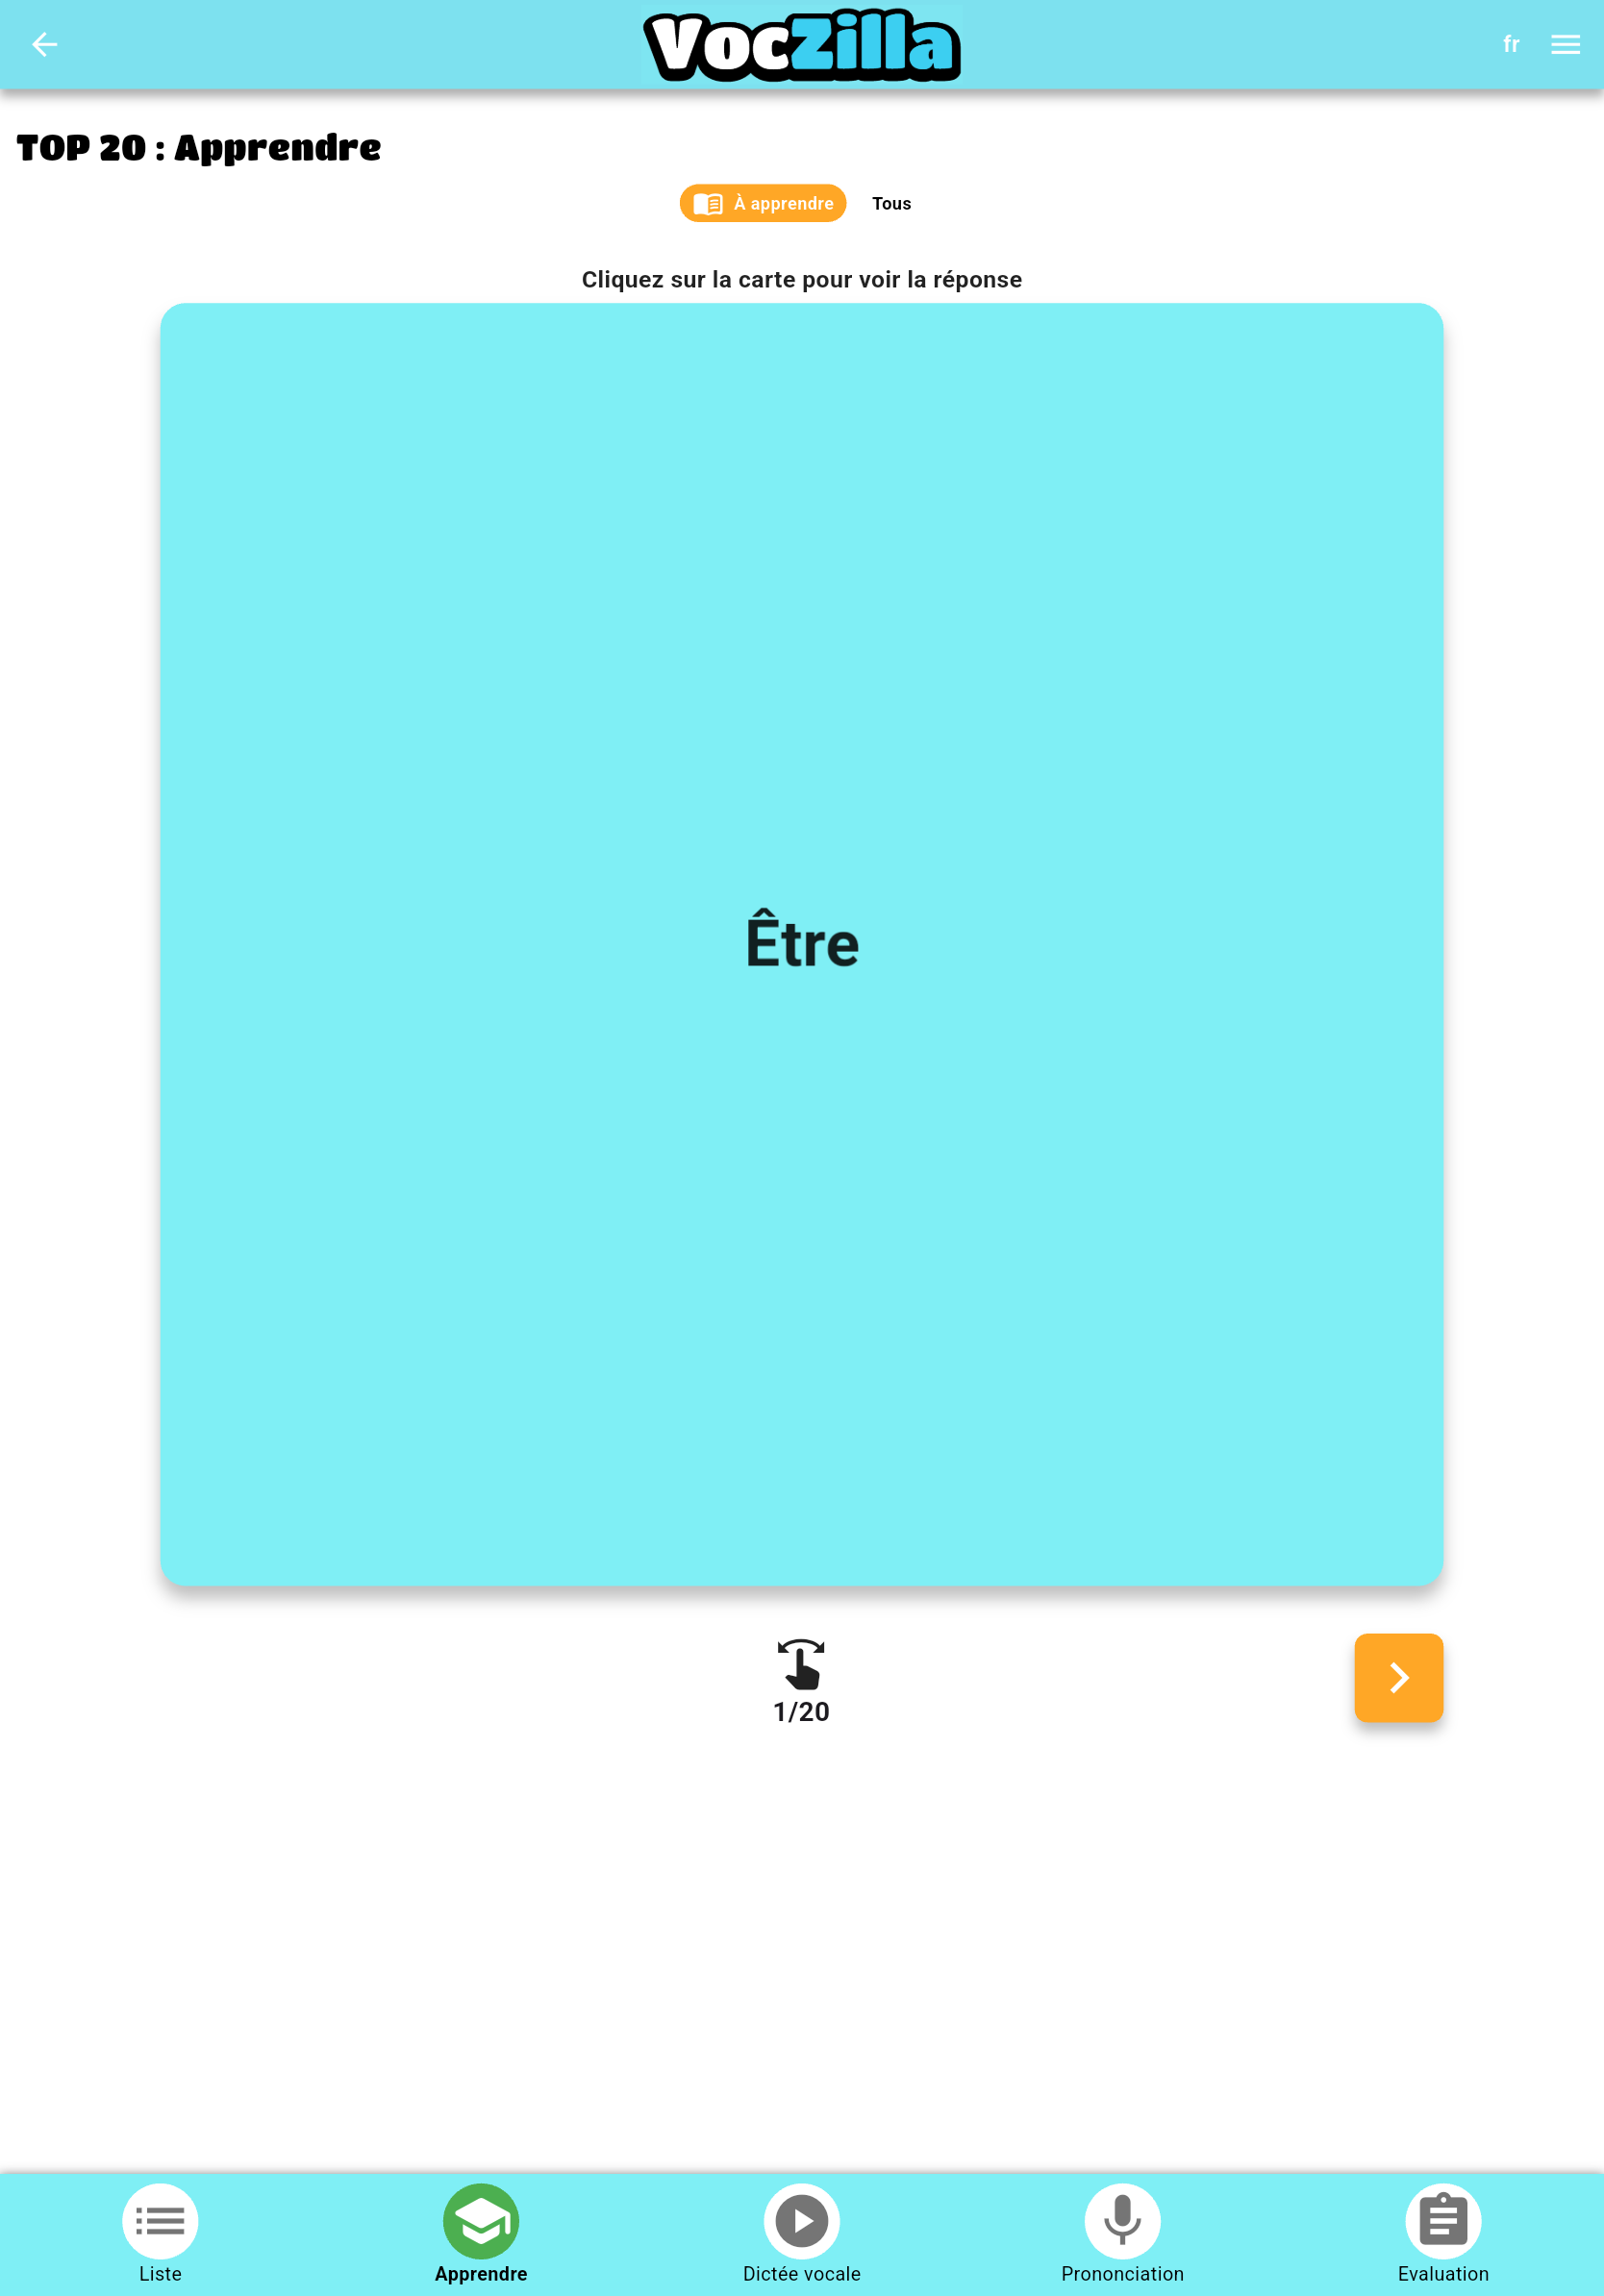 VocZilla
fr
TOP 20 : Apprendre
À apprendre
Tous
Cliquez sur la carte pour voir la réponse
Être
1/20
Liste
Apprendre
Dictée vocale
Prononciation
Evaluation